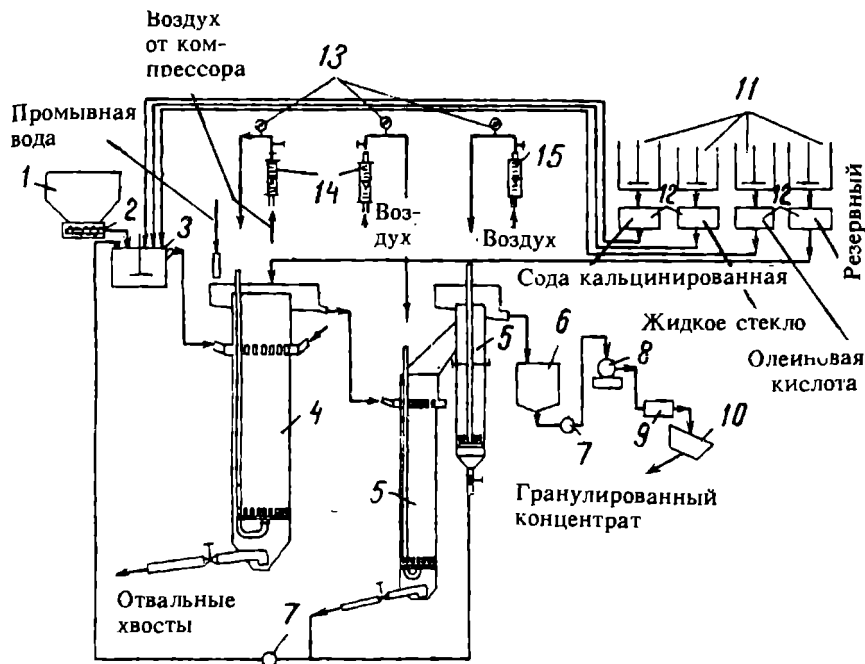 Воздух
от ком-
прессора
13
Промывная
вода
11
1
2
3
14
15
12
12
Воз-
дух
Воздух
Резервный
Сода кальцинированная
Жидкое стекло
Олеиновая
кислота
4
5
5
6
7
8
9
10
Гранулированный
концентрат
Отвальные
хвосты
7